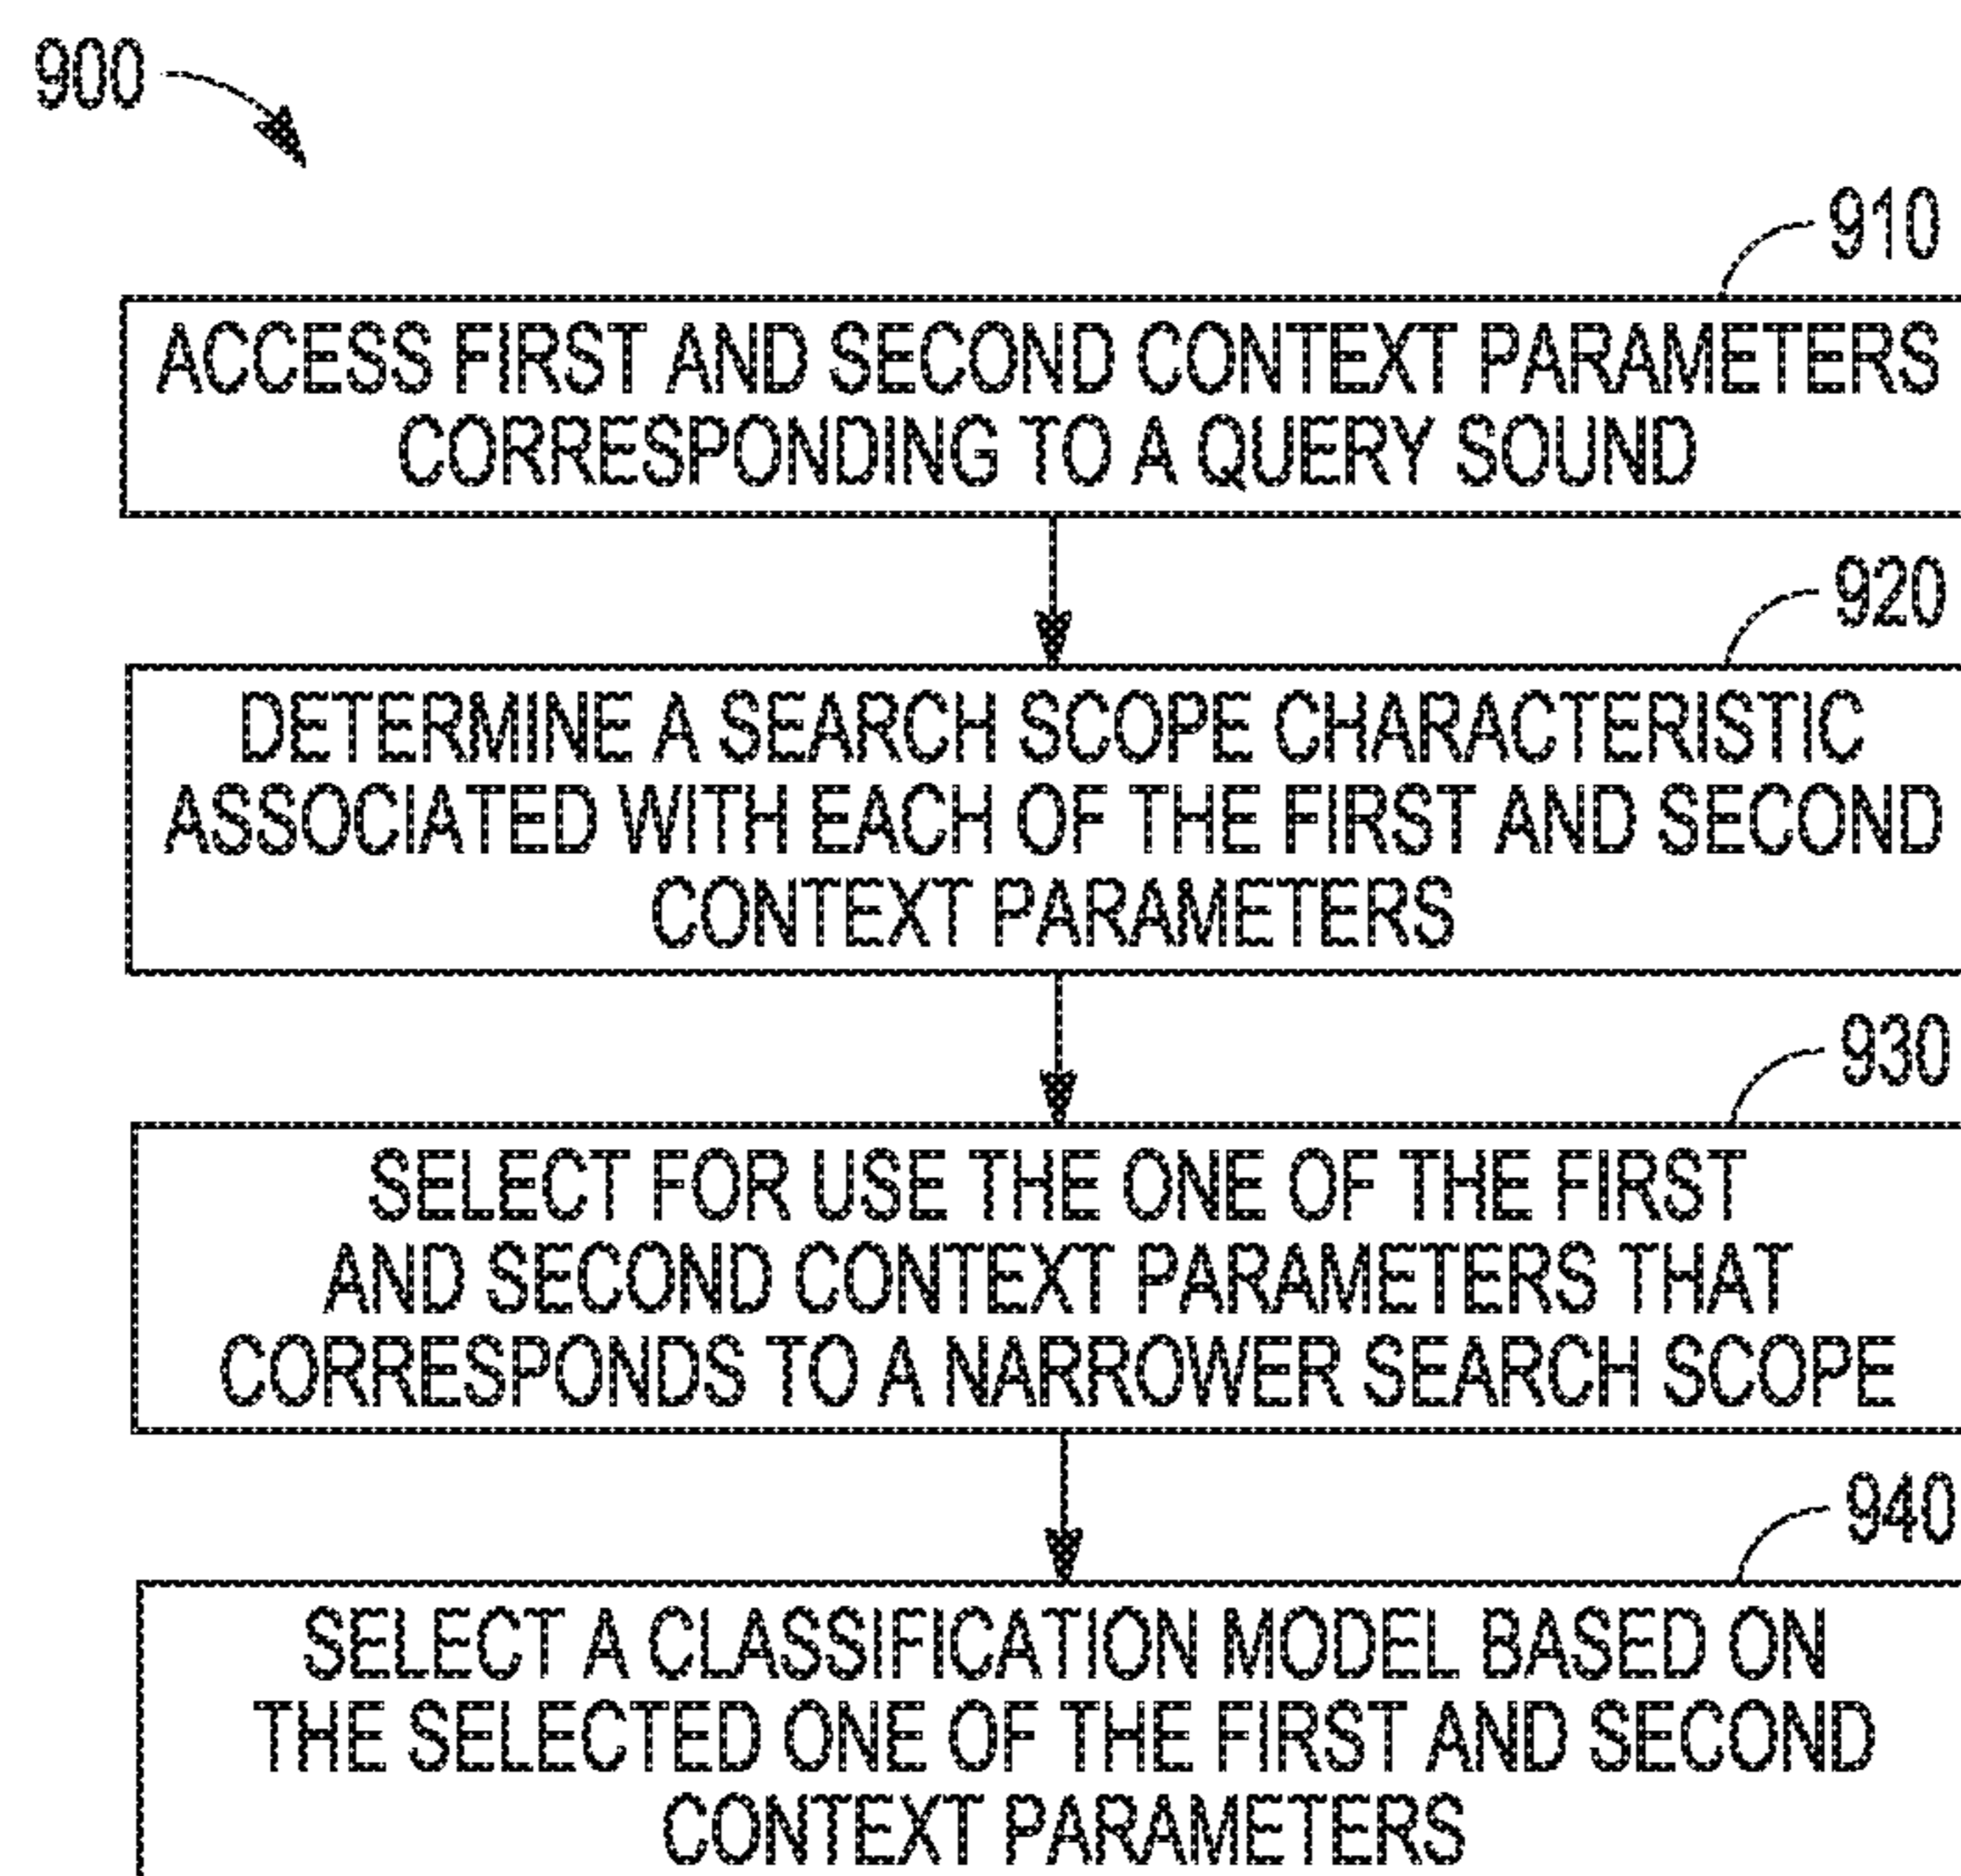 900
910
ACCESS FIRST AND SECOND CONTEXT PARAMETERS
CORRESPONDING TO A QUERY SOUND
920
DETERMINE A SEARCH SCOPE CHARACTERISTIC
ASSOCIATED WITH EACH OF THE FIRST AND SECOND
CONTEXT PARAMETERS
930
SELECT FOR USE THE ONE OF THE FIRST
AND SECOND CONTEXT PARAMETERS THAT
CORRESPONDS TO A NARROWER SEARCH SCOPE
940
SELECT A CLASSIFICATION MODEL BASED ON
THE SELECTED ONE OF THE FIRST AND SECOND
CONTEXT PARAMETERS